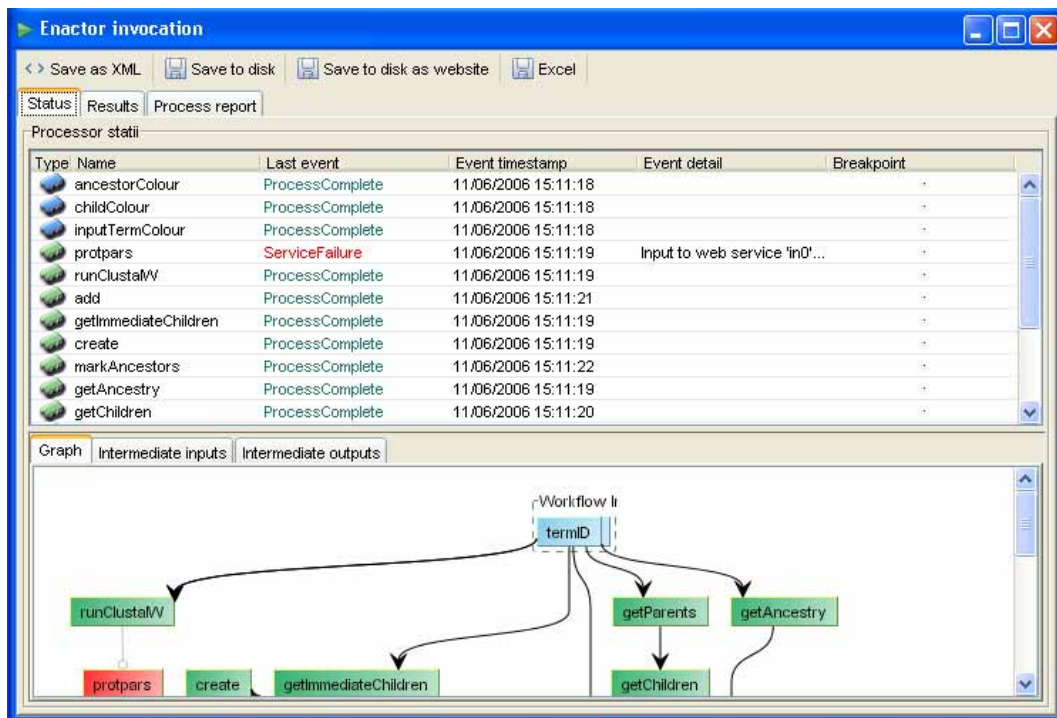 Enactor invocation
<> Save as XML Save to disk Save to disk as website Excel
Status Results Process report
Processor statii
Type Name Last event Event timestamp Event detail Breakpoint
ancestorColour ProcessComplete 11/06/2006 15:11:18
childColour ProcessComplete 11/06/2006 15:11:18
inputTermColour ProcessComplete 11/06/2006 15:11:18
protpars ServiceFailure 11/06/2006 15:11:19 Input to web service 'in0'...
runClustalW ProcessComplete 11/06/2006 15:11:19
add ProcessComplete 11/06/2006 15:11:21
getImmediateChildren ProcessComplete 11/06/2006 15:11:19
create ProcessComplete 11/06/2006 15:11:19
markAncestors ProcessComplete 11/06/2006 15:11:22
getAncestry ProcessComplete 11/06/2006 15:11:19
getChildren ProcessComplete 11/06/2006 15:11:20
Graph Intermediate inputs Intermediate outputs
Workflow Ir
termID
runClustalW getParents getAncestry
protpars create getImmediateChildren getChildren